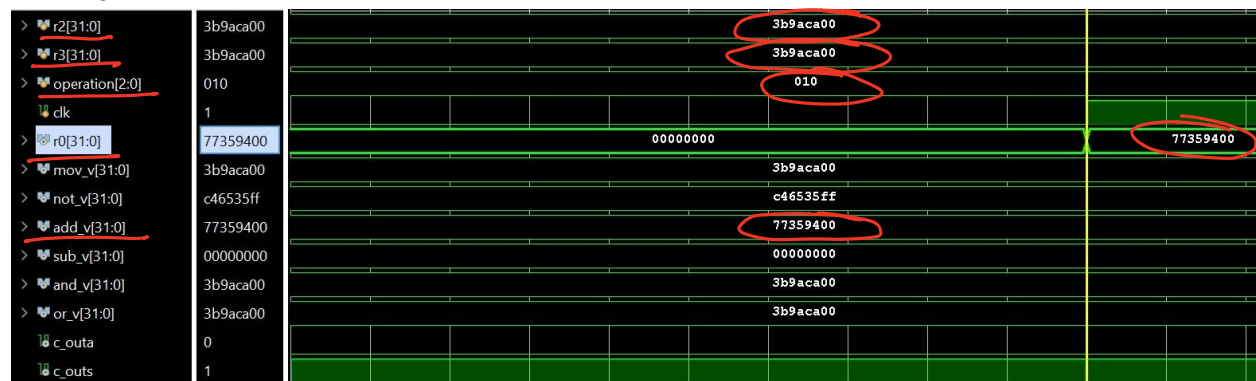 r2[31:0] 3b9aca00 3b9aca00
r3[31:0] 3b9aca00 3b9aca00
operation[2:0] 010 010
clk 1
r0[31:0] 77359400 00000000 77359400
mov_v[31:0] 3b9aca00 3b9aca00
not_v[31:0] c46535ff c46535ff
add_v[31:0] 77359400 77359400
sub_v[31:0] 00000000 00000000
and_v[31:0] 3b9aca00 3b9aca00
or_v[31:0] 3b9aca00 3b9aca00
c_outa 0
c_outs 1